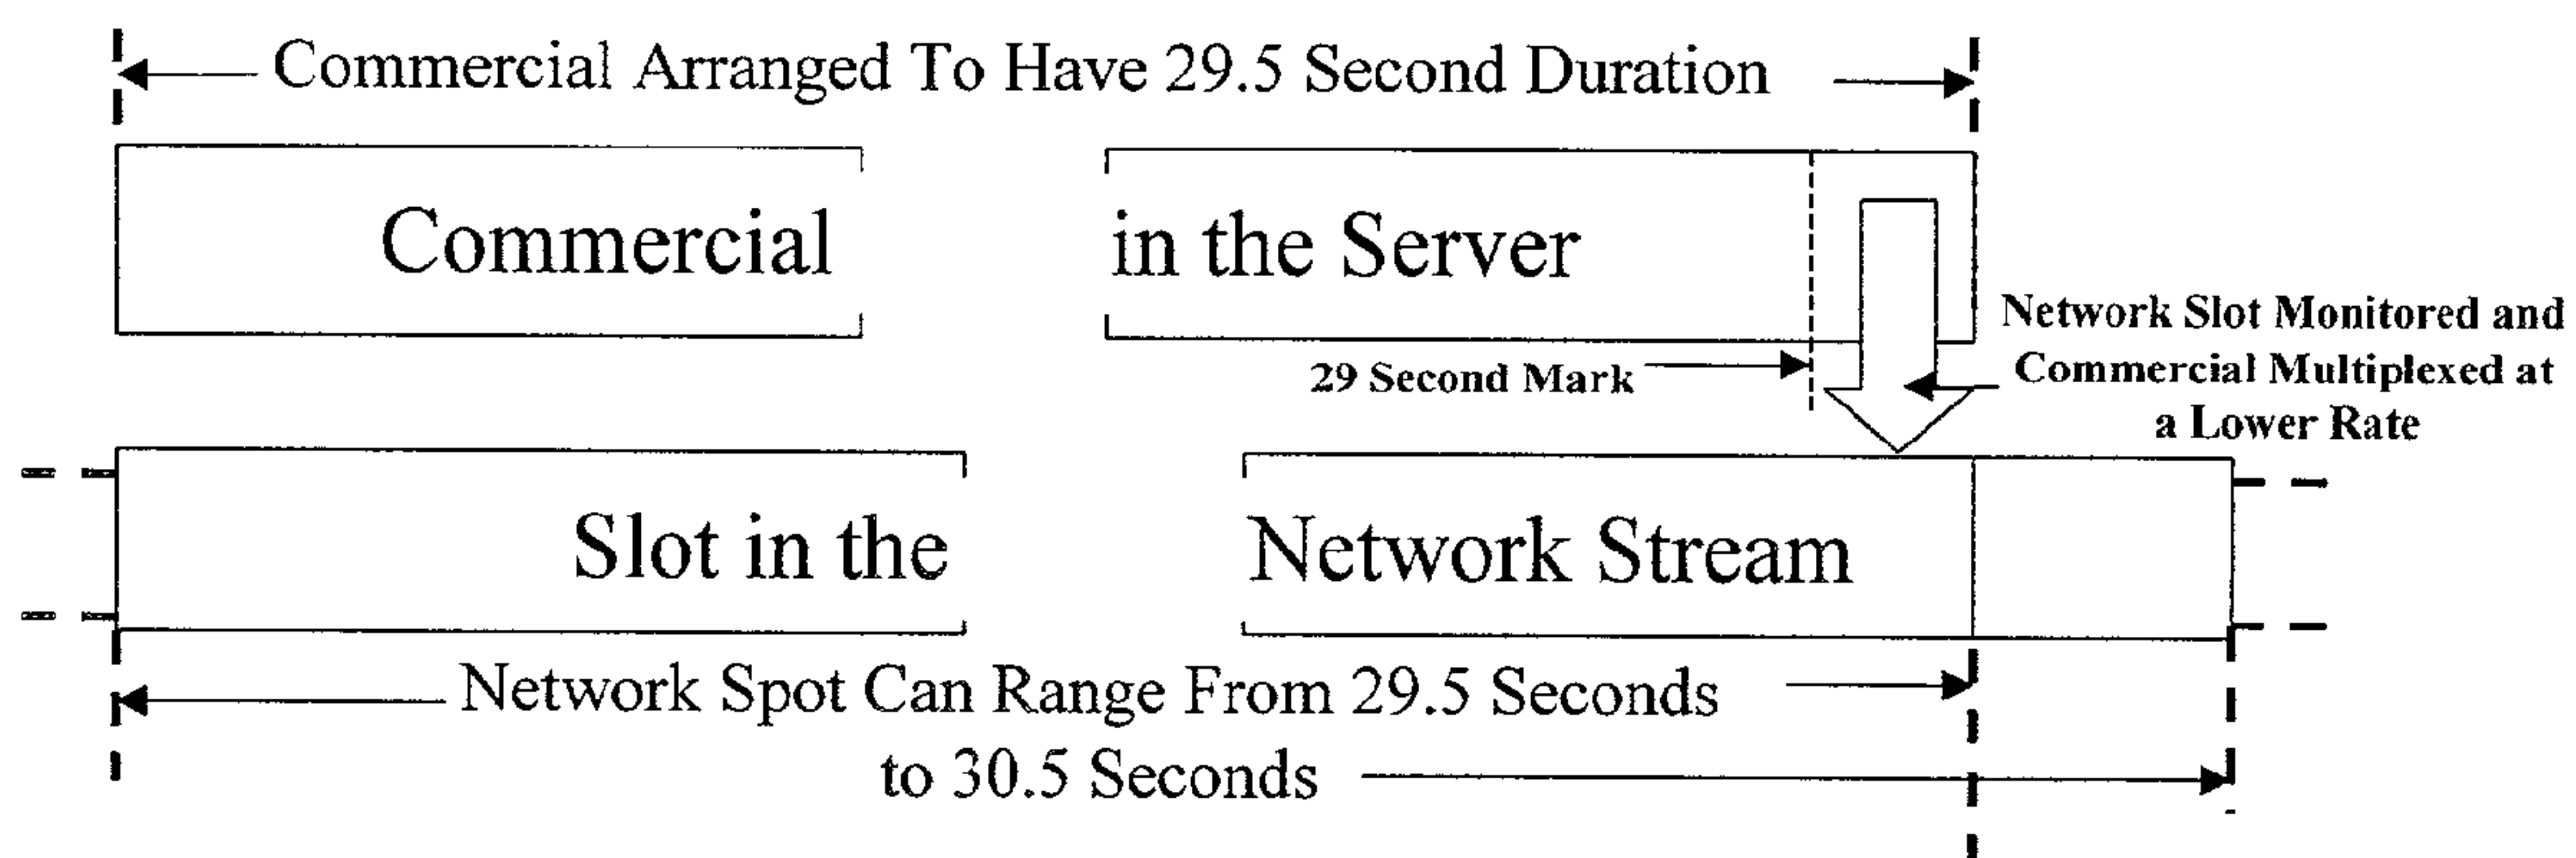 Commercial Arranged To Have 29.5 Second Duration
Commercial in the Server
Network Slot Monitored and
Commercial Multiplexed at
a Lower Rate
29 Second Mark
Slot in the Network Stream
Network Spot Can Range From 29.5 Seconds
to 30.5 Seconds